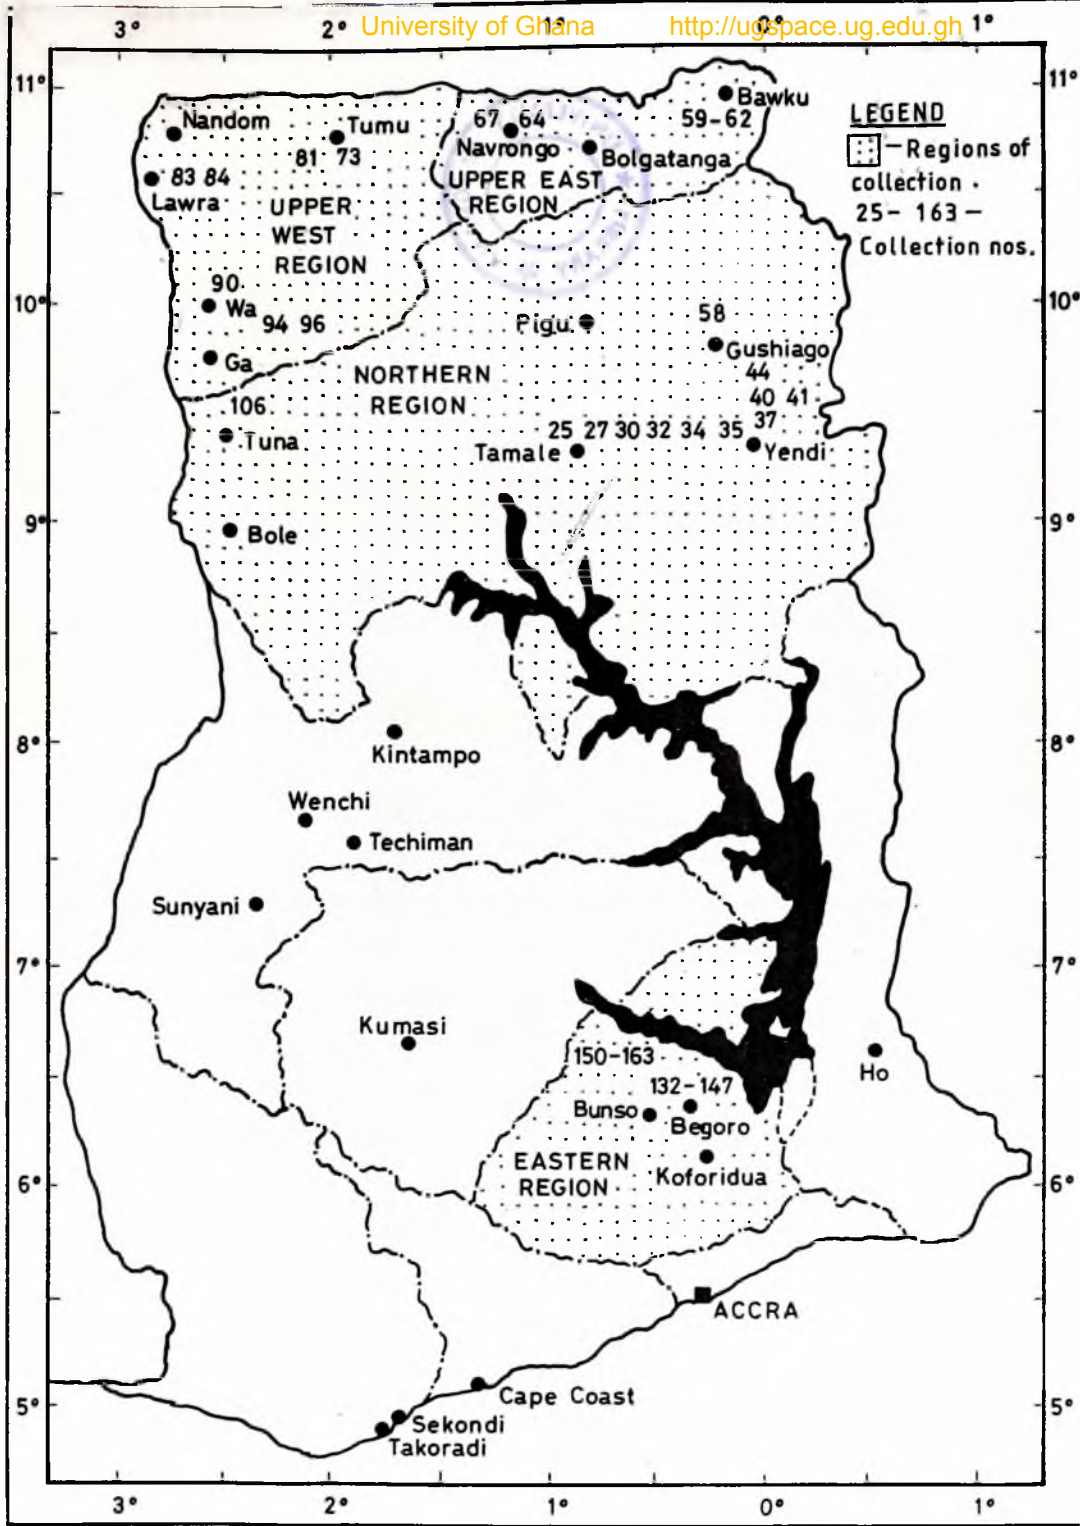 University of Ghana http://ugspace.ug.edu.gh
3° 2° 1° 0° 1°
11° 11°
Bawku
59-62
LEGEND
Regions of
collection.
25- 163 -
Collection nos.
Nandom
Tumu
81 73
67 64
Navrongo
Bolgatanga
83 84
Lawra
UPPER
WEST
REGION
UPPER EAST
REGION
10° 10°
90
Wa
94 96
Ga
Pigu
58
Gushiago
44
40 41
37
NORTHERN
REGION
106
Tuna
25 27 30 32 34 35
Tamale
Yendi
9° 9°
Bole
8° 8°
Kintampo
Wenchi
Techiman
Sunyani
7° 7°
Kumasi
150-163
132-147
Bunso
Begoro
Ho
EASTERN
REGION
Koforidua
6° 6°
ACCRA
Cape Coast
5° 5°
Sekondi
Takoradi
3° 2° 1° 0° 1°